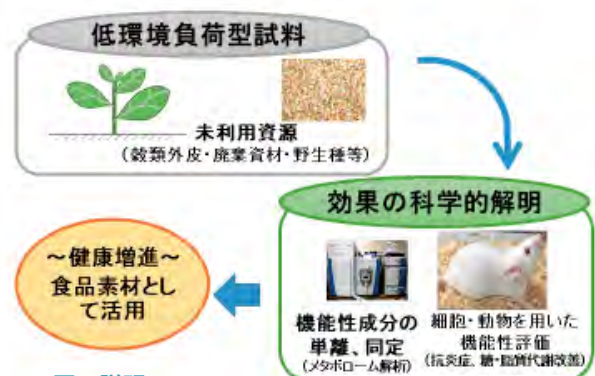 低環境負荷型試料
未利用資源
(穀類外皮・廃棄資材・野生種等)
効果の科学的解明
機能性成分の
単離、同定
(メタボローム解析)
細胞・動物を用いた
機能性評価
(抗炎症、糖・脂質代謝改善)
～健康増進～
食品素材とし
て活用